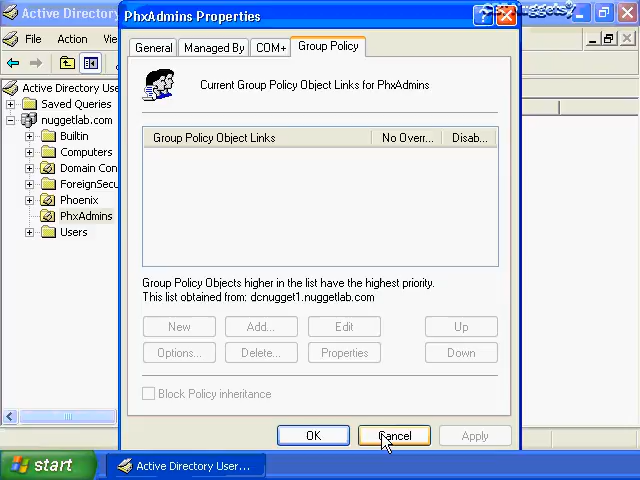 Active Directory
PhxAdmins Properties
File
Action
General
Managed By
COM+
Group Policy
Active Directory Use
Saved Queries
nuggetlab.com
Builtin
Computers
Domain Con
ForeignSecu
Phoenix
PhxAdmins
Users
Current Group Policy Object Links for PhxAdmins
Group Policy Object Links
No Overr...
Disab...
Group Policy Objects higher in the list have the highest priority.
This list obtained from: dcnugget1.nuggetlab.com
New
Add...
Edit
Up
Options...
Delete...
Properties
Down
Block Policy inheritance
OK
Cancel
Apply
start
Active Directory User...